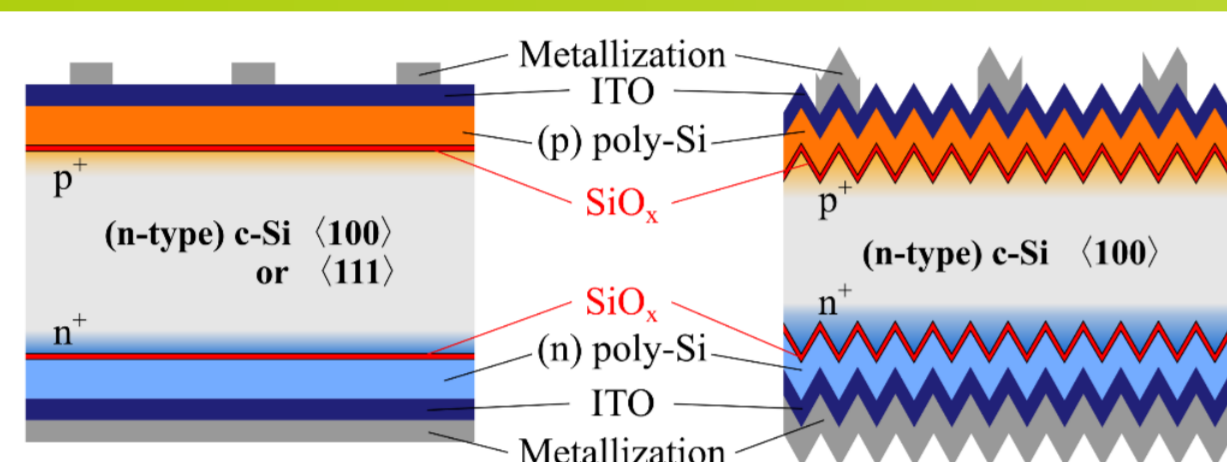 Metallization
ITO
(p) poly-Si
SiOₓ
p⁺
(n-type) c-Si 〈100〉
or 〈111〉
n⁺
p⁺
(n-type) c-Si 〈100〉
n⁺
SiOₓ
(n) poly-Si
ITO
Metallization